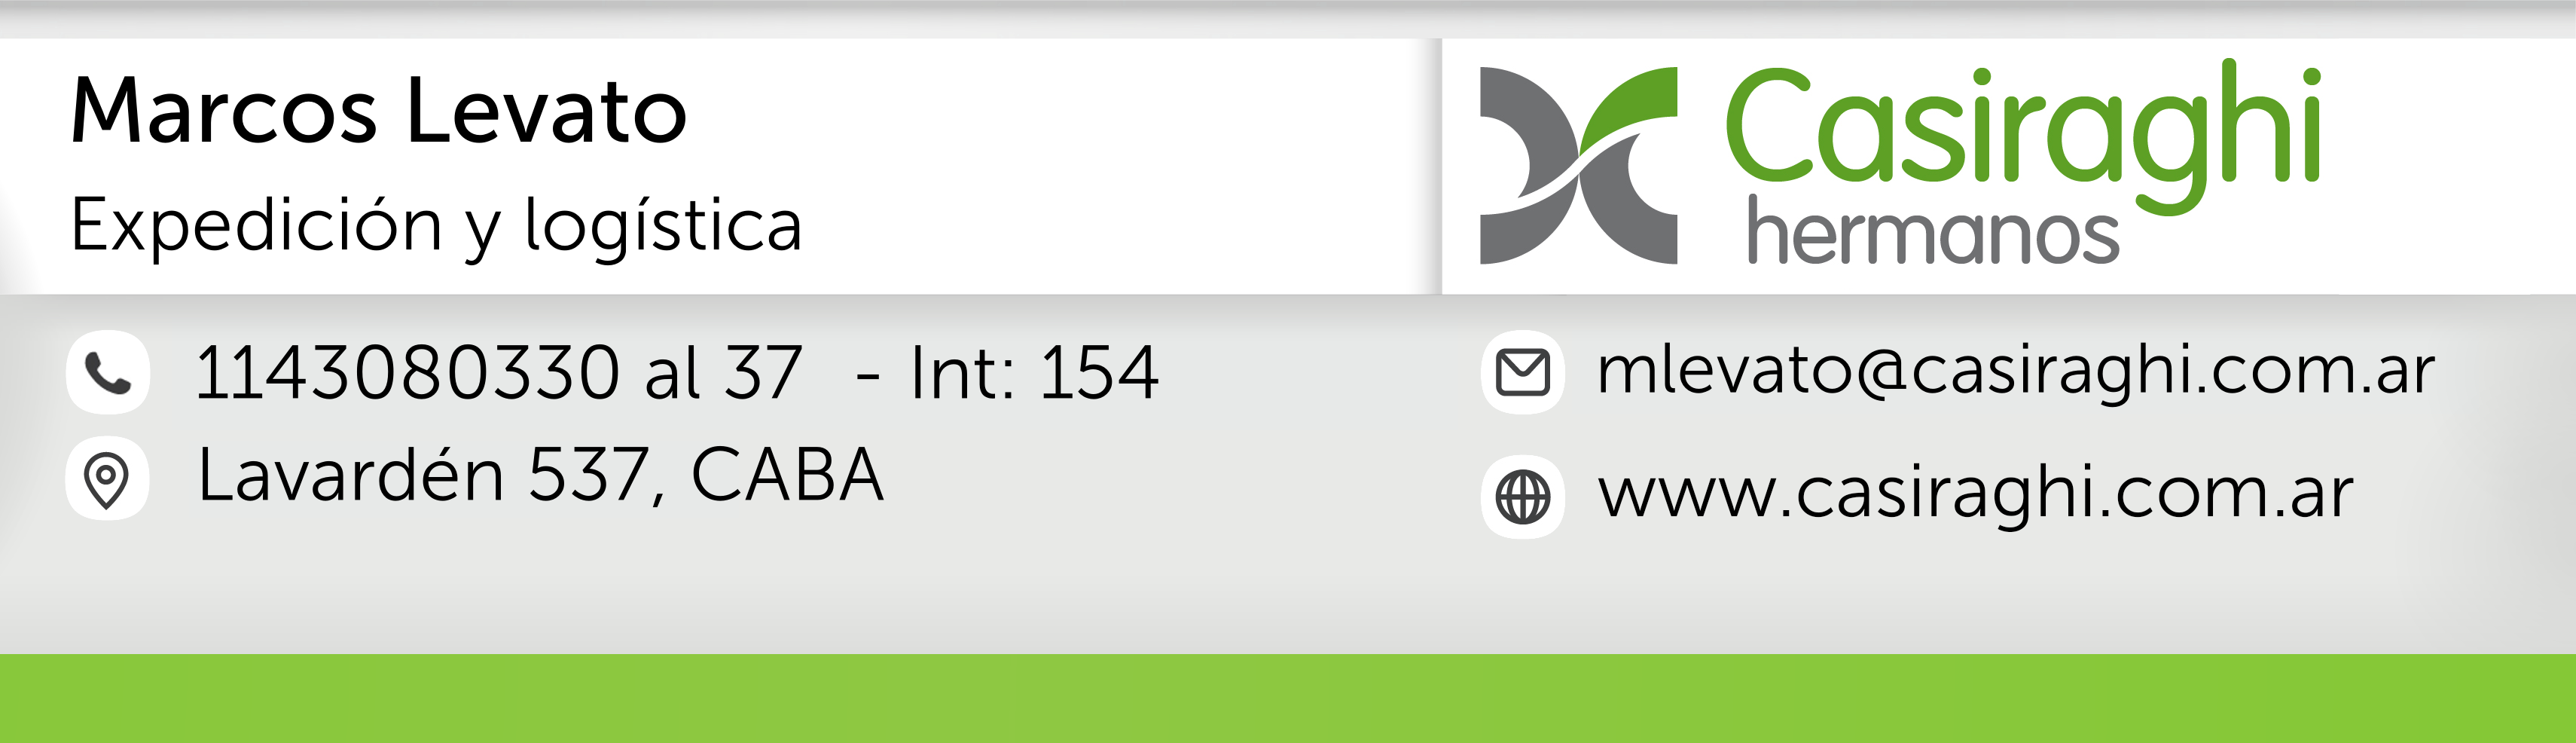 Marcos Levato
Expedición y logística
Casiraghi
hermanos
1143080330 al 37 - Int: 154
Lavardén 537, CABA
mlevato@casiraghi.com.ar
www.casiraghi.com.ar